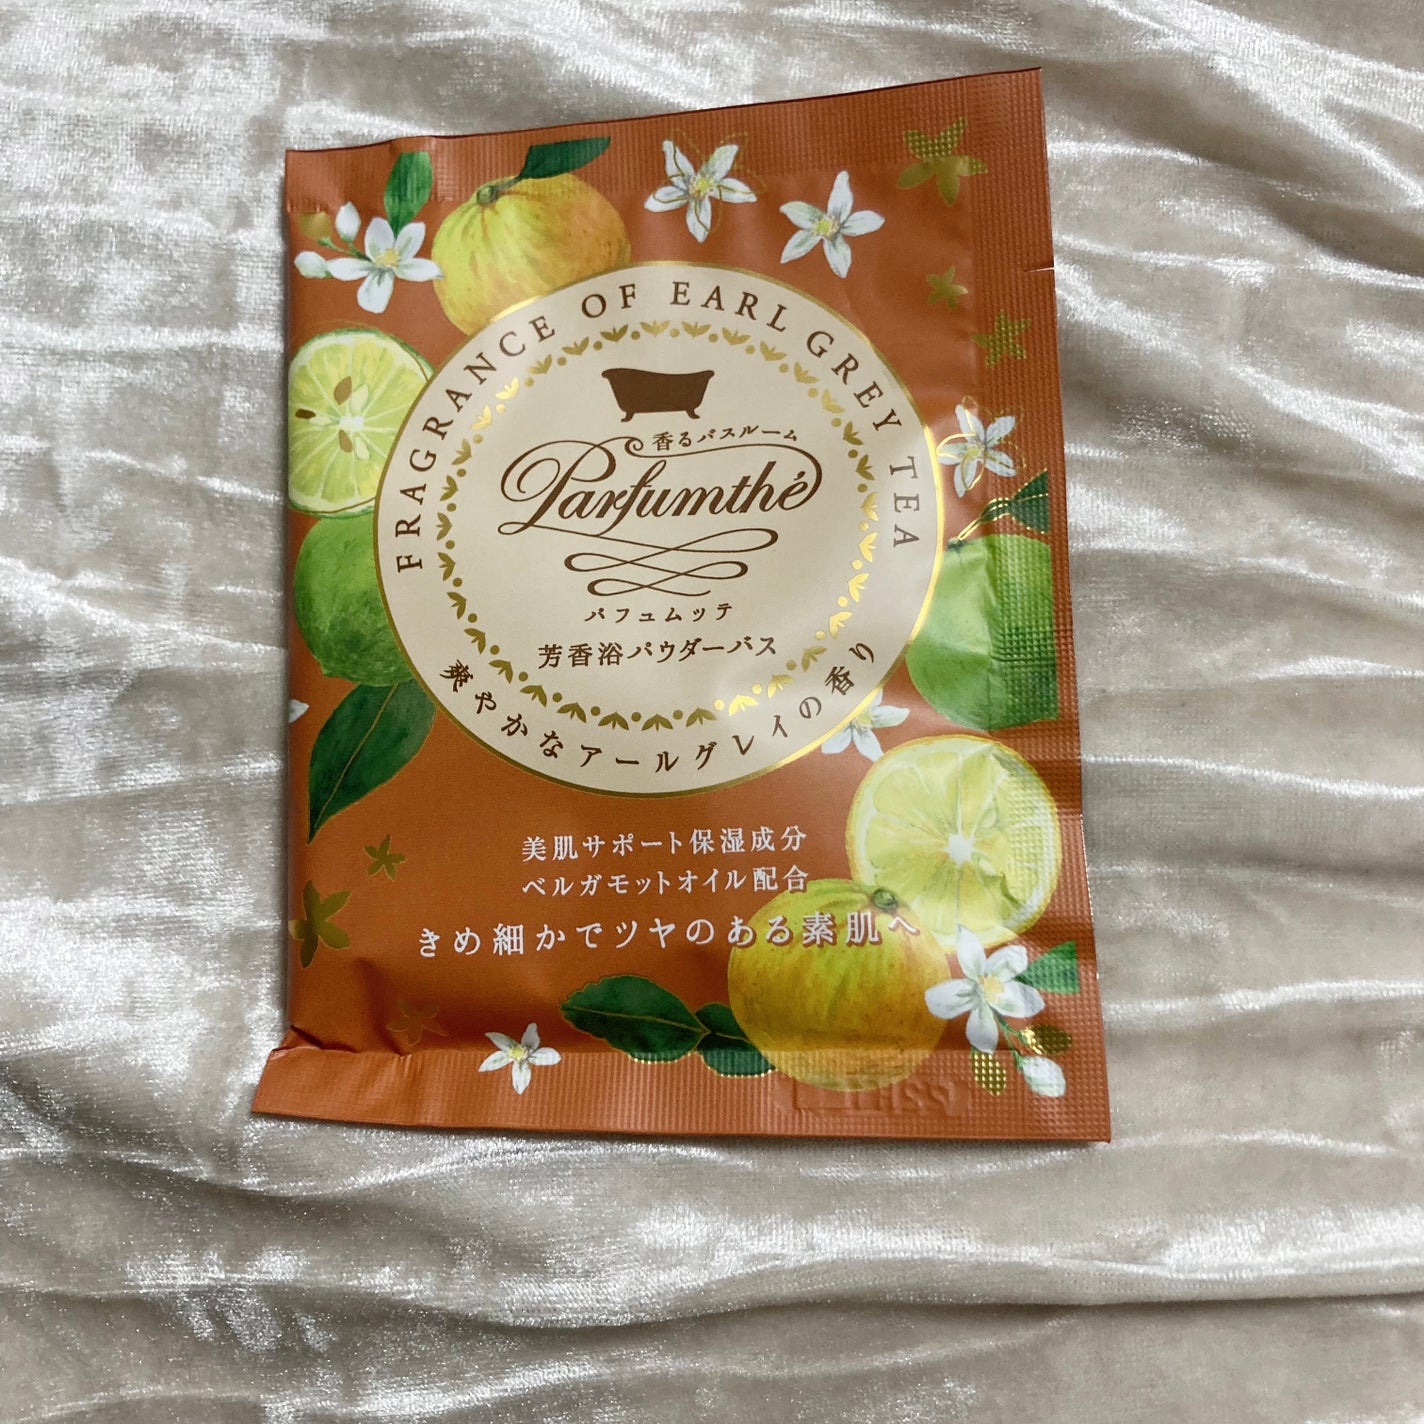 FRAGRANCE OF EARL GREY TEA
香るバスルーム
Parfumthé
パフュムッテ
芳香浴パウダーバス
爽やかなアールグレイの香り
美肌サポート保湿成分
ベルガモットオイル配合
きめ細かでツヤのある素肌へ